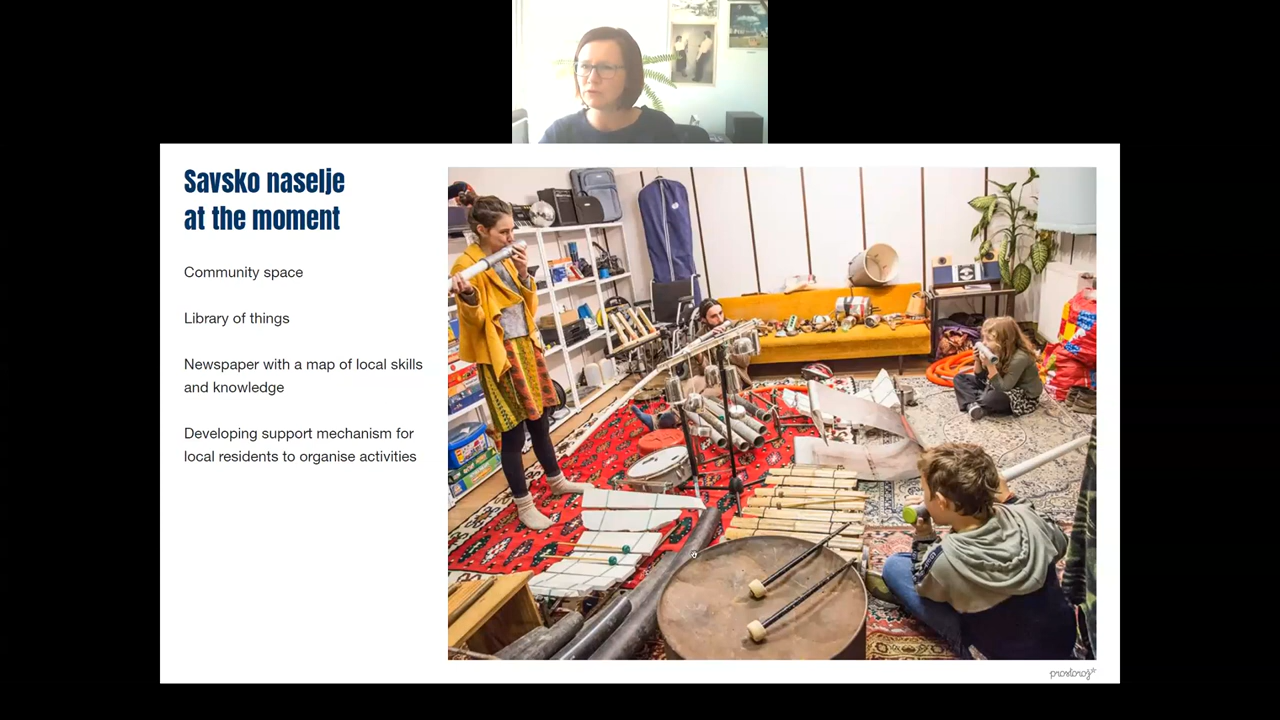 Savsko naselje
at the moment
Community space
Library of things
Newspaper with a map of local skills
and knowledge
Developing support mechanism for
local residents to organise activities
prostorož*